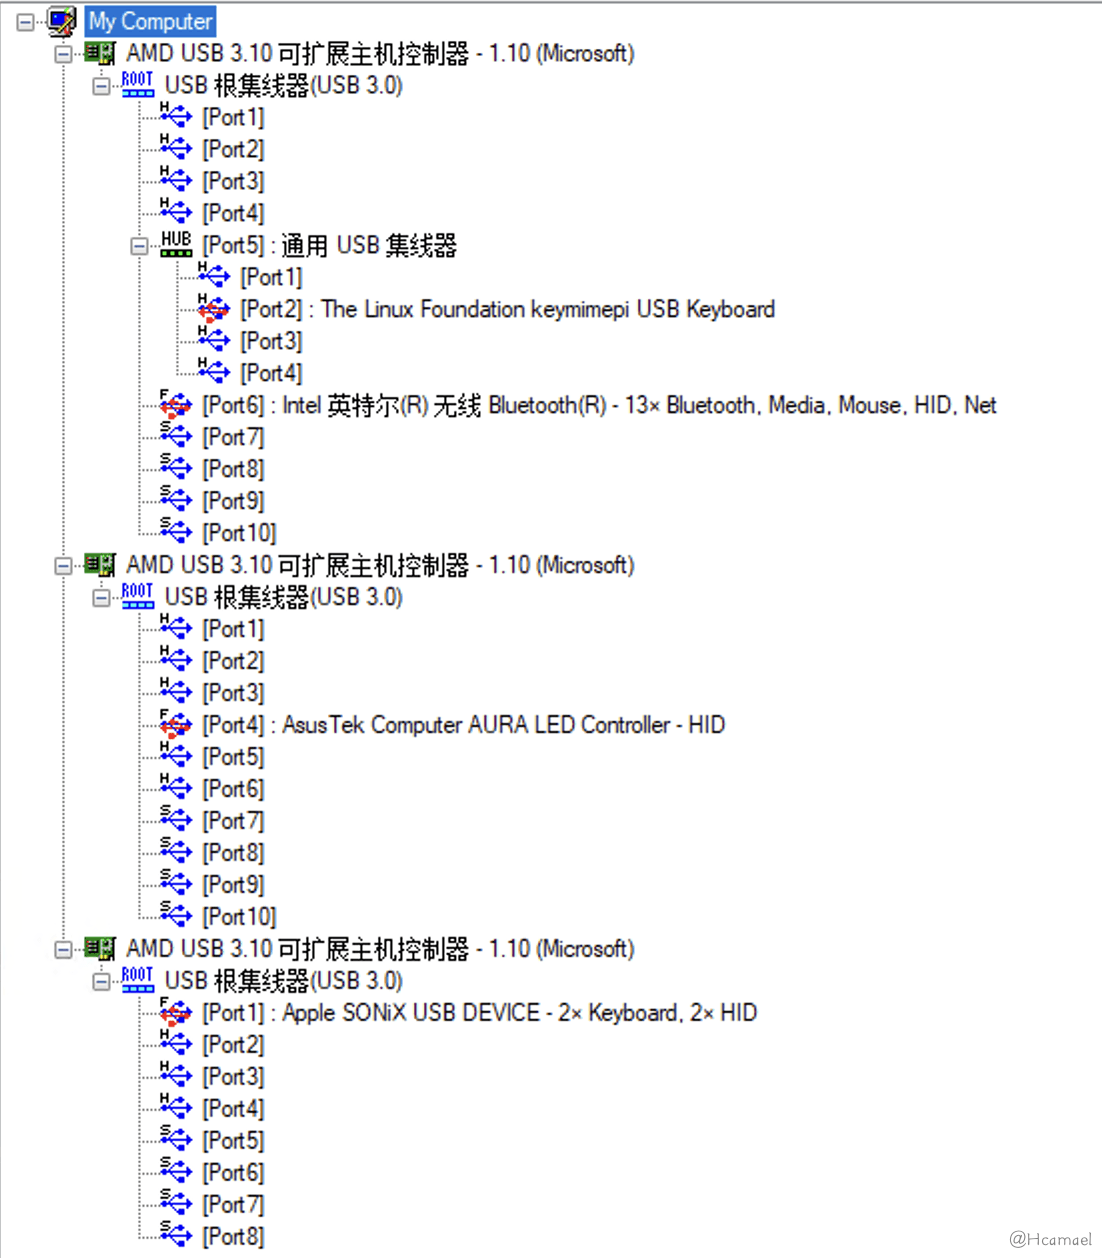 My Computer
AMD USB 3.10 可扩展主机控制器 - 1.10 (Microsoft)
ROOT USB 根集线器(USB 3.0)
H [Port1]
H [Port2]
H [Port3]
H [Port4]
HUB [Port5] : 通用 USB 集线器
H [Port1]
H [Port2] : The Linux Foundation keymimepi USB Keyboard
H [Port3]
H [Port4]
F [Port6] : Intel 英特尔(R) 无线 Bluetooth(R) - 13× Bluetooth, Media, Mouse, HID, Net
S [Port7]
S [Port8]
S [Port9]
S [Port10]
AMD USB 3.10 可扩展主机控制器 - 1.10 (Microsoft)
ROOT USB 根集线器(USB 3.0)
H [Port1]
H [Port2]
H [Port3]
F [Port4] : AsusTek Computer AURA LED Controller - HID
H [Port5]
H [Port6]
S [Port7]
S [Port8]
S [Port9]
S [Port10]
AMD USB 3.10 可扩展主机控制器 - 1.10 (Microsoft)
ROOT USB 根集线器(USB 3.0)
F [Port1] : Apple SONiX USB DEVICE - 2× Keyboard, 2× HID
H [Port2]
H [Port3]
H [Port4]
S [Port5]
S [Port6]
S [Port7]
S [Port8]
@Hcamael